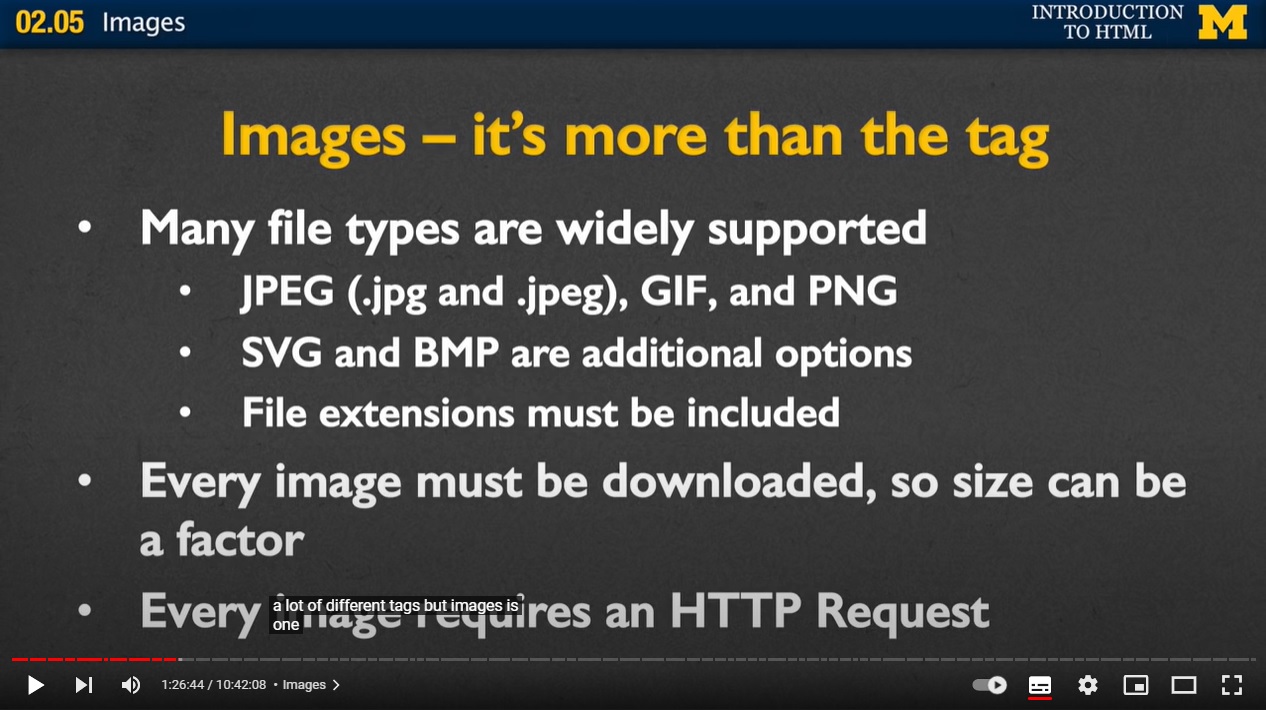 02.05 Images
INTRODUCTION
TO HTML
M
Images – it's more than the tag
• Many file types are widely supported
• JPEG (.jpg and .jpeg), GIF, and PNG
• SVG and BMP are additional options
• File extensions must be included
• Every image must be downloaded, so size can be
a factor
• Every image requires an HTTP Request
a lot of different tags but images is
one
1:26:44 / 10:42:08 • Images >